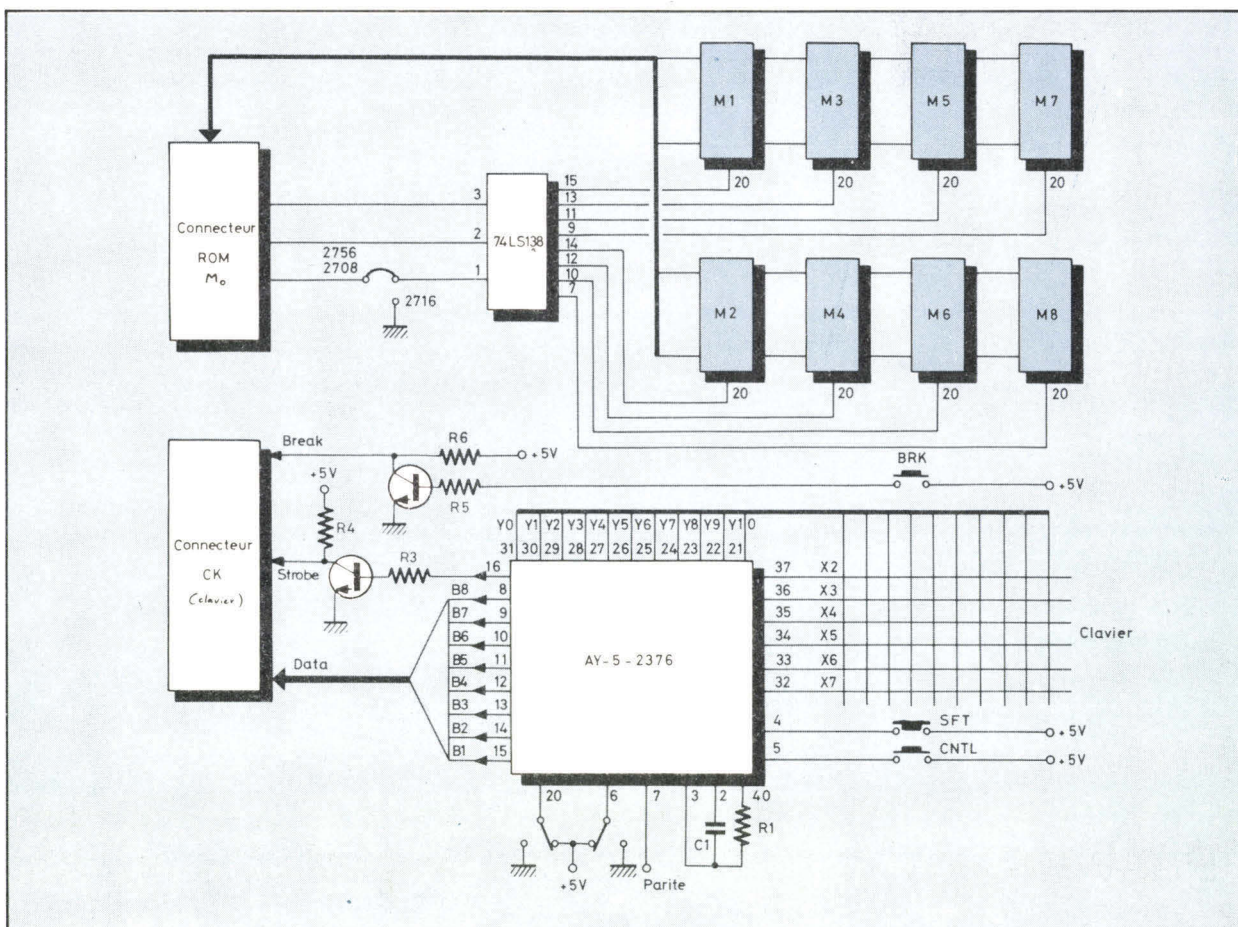 M1 M3 M5 M7
20 20 20 20
Connecteur
ROM
Mo
3
2
1
2756
2708
2716
74LS138
15
13
11
9
14
12
10
7
M2 M4 M6 M8
20 20 20 20
Break
R6
+5V
R5
BRK
+5V
+5V
R4
Connecteur
CK
(clavier)
Strobe
R3
Data
Y0 Y1 Y2 Y3 Y4 Y5 Y6 Y7 Y8 Y9 Y10
31 30 29 28 27 26 25 24 23 22 21
16
B8 8
B7 9
B6 10
B5 11
B4 12
B3 13
B2 14
B1 15
AY-5-2376
37 X2
36 X3
35 X4
34 X5
33 X6
32 X7
Clavier
4 SFT +5V
5 CNTL +5V
20 6 7 3 2 40
C1 R1
+5V Parite